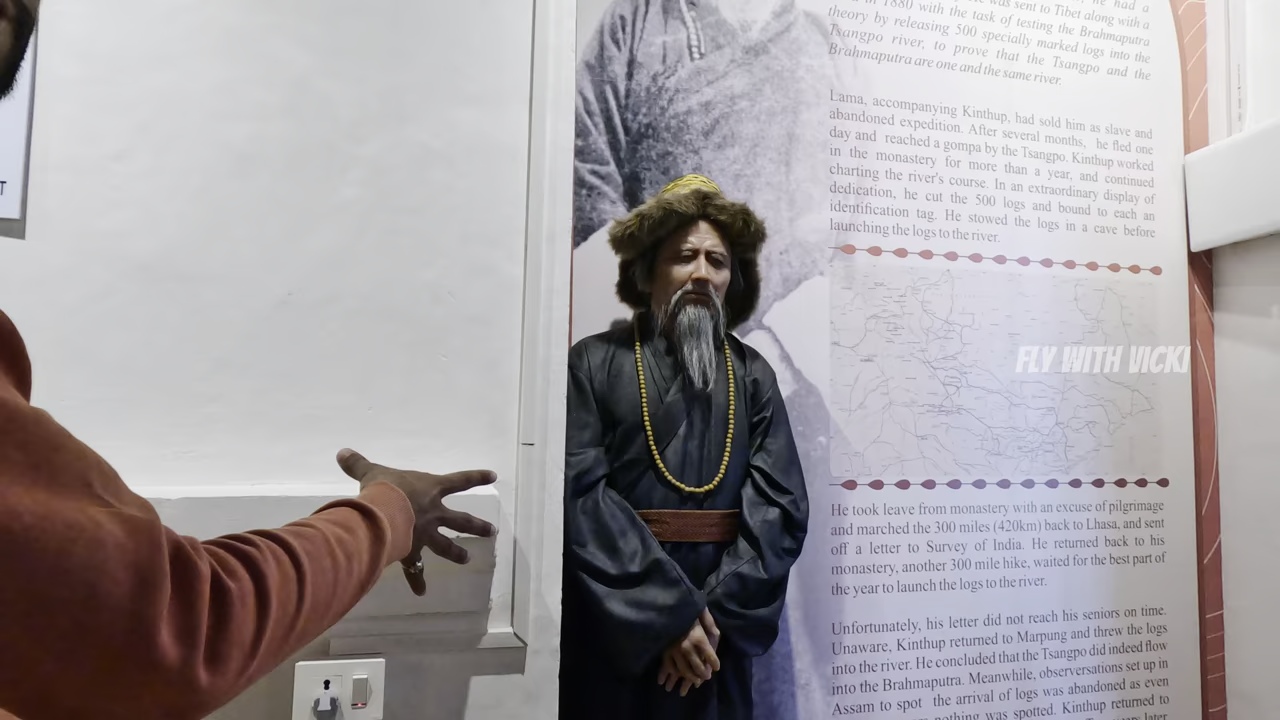 T
he had a
was sent to Tibet along with a
in 1880 with the task of testing the Brahmaputra
theory by releasing 500 specially marked logs into the
Tsangpo river, to prove that the Tsangpo and the
Brahmaputra are one and the same river.
Lama, accompanying Kinthup, had sold him as slave and
abandoned expedition. After several months, he fled one
day and reached a gompa by the Tsangpo. Kinthup worked
in the monastery for more than a year, and continued
charting the river's course. In an extraordinary display of
dedication, he cut the 500 logs and bound to each an
identification tag. He stowed the logs in a cave before
launching the logs to the river.
FLY WITH VICKI
He took leave from monastery with an excuse of pilgrimage
and marched the 300 miles (420km) back to Lhasa, and sent
off a letter to Survey of India. He returned back to his
monastery, another 300 mile hike, waited for the best part of
the year to launch the logs to the river.
Unfortunately, his letter did not reach his seniors on time.
Unaware, Kinthup returned to Marpung and threw the logs
into the river. He concluded that the Tsangpo did indeed flow
into the Brahmaputra. Meanwhile, observations set up in
Assam to spot the arrival of logs was abandoned as even
nothing was spotted. Kinthup returned to
later